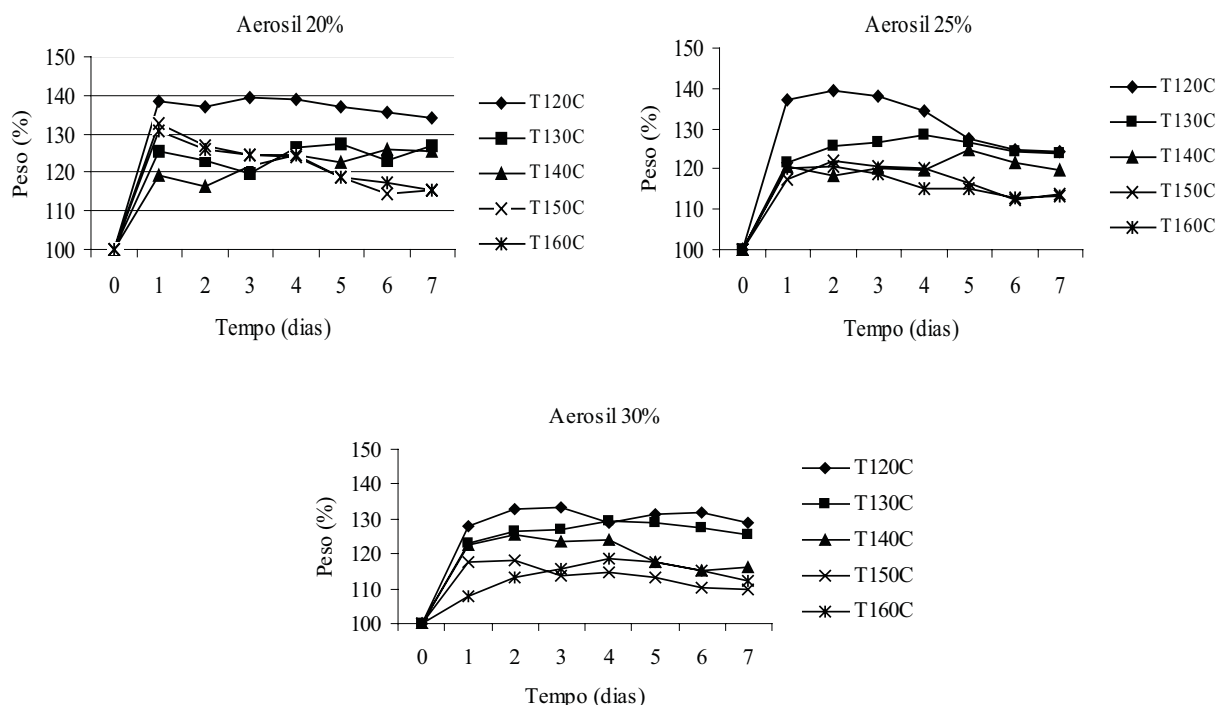 Aerosil 20%
Peso (%)
150
140
130
120
110
100
0 1 2 3 4 5 6 7
Tempo (dias)
T120C
T130C
T140C
T150C
T160C
Aerosil 25%
Peso (%)
150
140
130
120
110
100
0 1 2 3 4 5 6 7
Tempo (dias)
T120C
T130C
T140C
T150C
T160C
Aerosil 30%
Peso (%)
150
140
130
120
110
100
0 1 2 3 4 5 6 7
Tempo (dias)
T120C
T130C
T140C
T150C
T160C